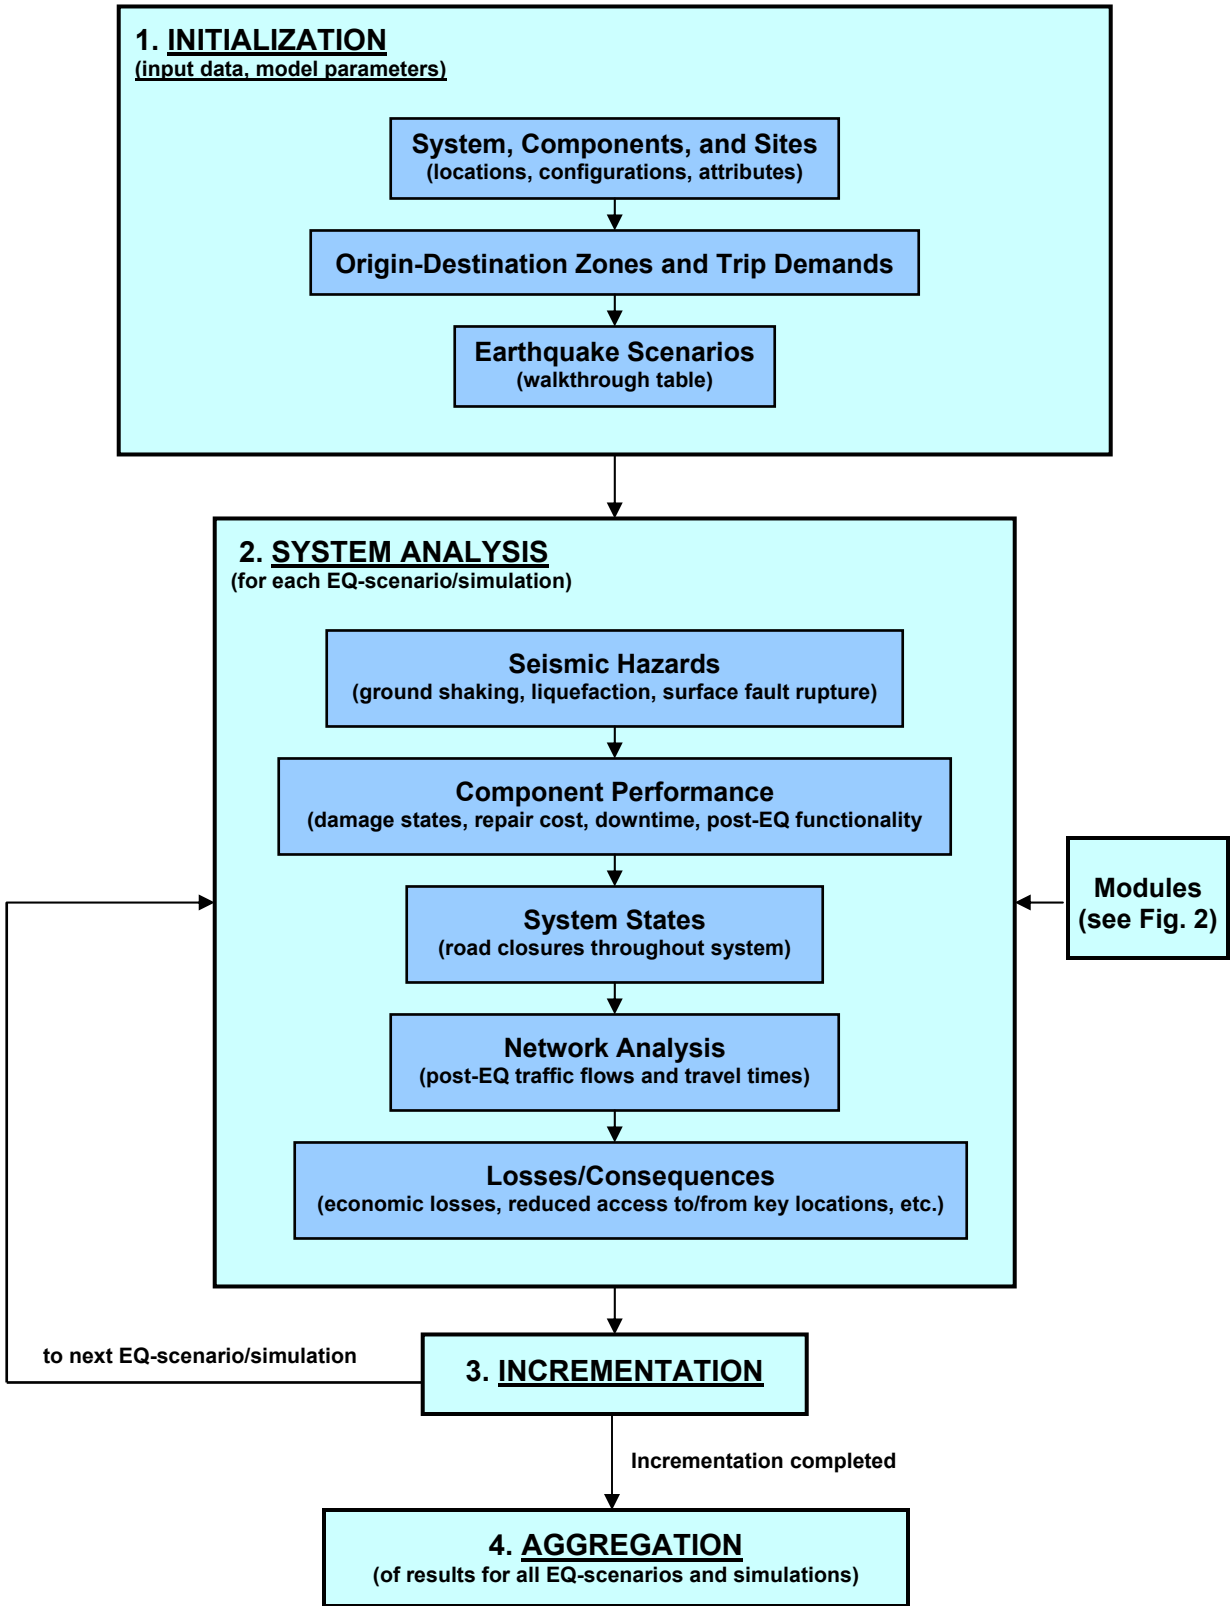 1. INITIALIZATION
(input data, model parameters)
System, Components, and Sites
(locations, configurations, attributes)
Origin-Destination Zones and Trip Demands
Earthquake Scenarios
(walkthrough table)
2. SYSTEM ANALYSIS
(for each EQ-scenario/simulation)
Seismic Hazards
(ground shaking, liquefaction, surface fault rupture)
Component Performance
(damage states, repair cost, downtime, post-EQ functionality
System States
(road closures throughout system)
Modules
(see Fig. 2)
Network Analysis
(post-EQ traffic flows and travel times)
Losses/Consequences
(economic losses, reduced access to/from key locations, etc.)
to next EQ-scenario/simulation
3. INCREMENTATION
Incrementation completed
4. AGGREGATION
(of results for all EQ-scenarios and simulations)